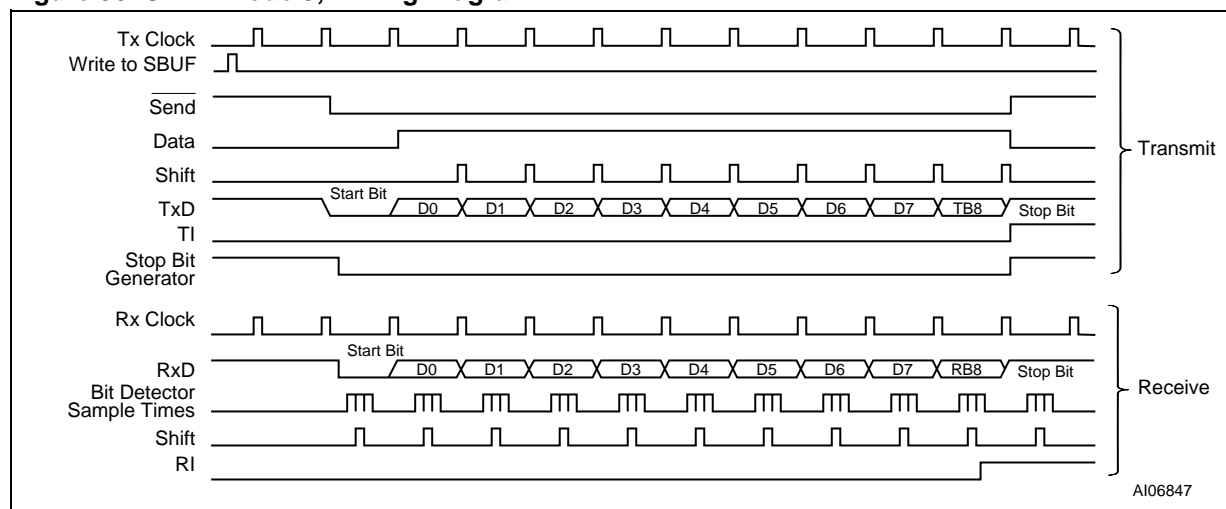 Tx Clock
Write to SBUF
Send
Data
Shift
Start Bit
TxD
D0 D1 D2 D3 D4 D5 D6 D7 TB8 Stop Bit
TI
Stop Bit
Generator
Transmit
Rx Clock
Start Bit
RxD
D0 D1 D2 D3 D4 D5 D6 D7 RB8 Stop Bit
Bit Detector
Sample Times
Shift
RI
Receive
AI06847